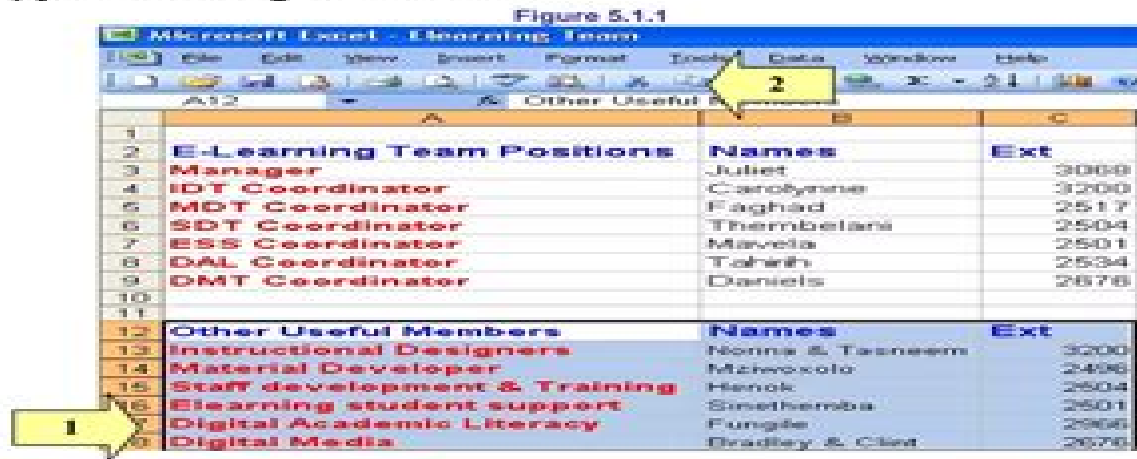 Figure 5.1.1
Microsoft Excel - Elearning Team
File Edit View Insert Format Tools Data Window Help
2
A12 Other Useful Members
A B C
1
2 E-Learning Team Positions Names Ext
3 Manager Juliet 3069
4 IDT Coordinator Carolynne 3200
5 MDT Coordinator Faghad 2517
6 SDT Coordinator Thembelani 2504
7 ESS Coordinator Mavela 2501
8 DAL Coordinator Tahirih 2534
9 DMT Coordinator Daniels 2676
10
11
12 Other Useful Members Names Ext
13 Instructional Designers Nonna & Tasneem 3200
14 Material Developer Mziwoxolo 2496
15 Staff development & Training Henok 2504
16 Elearning student support Sinethemba 2501
1 Digital Academic Literacy Fungile
Digital Media Bradley & Clint 2676